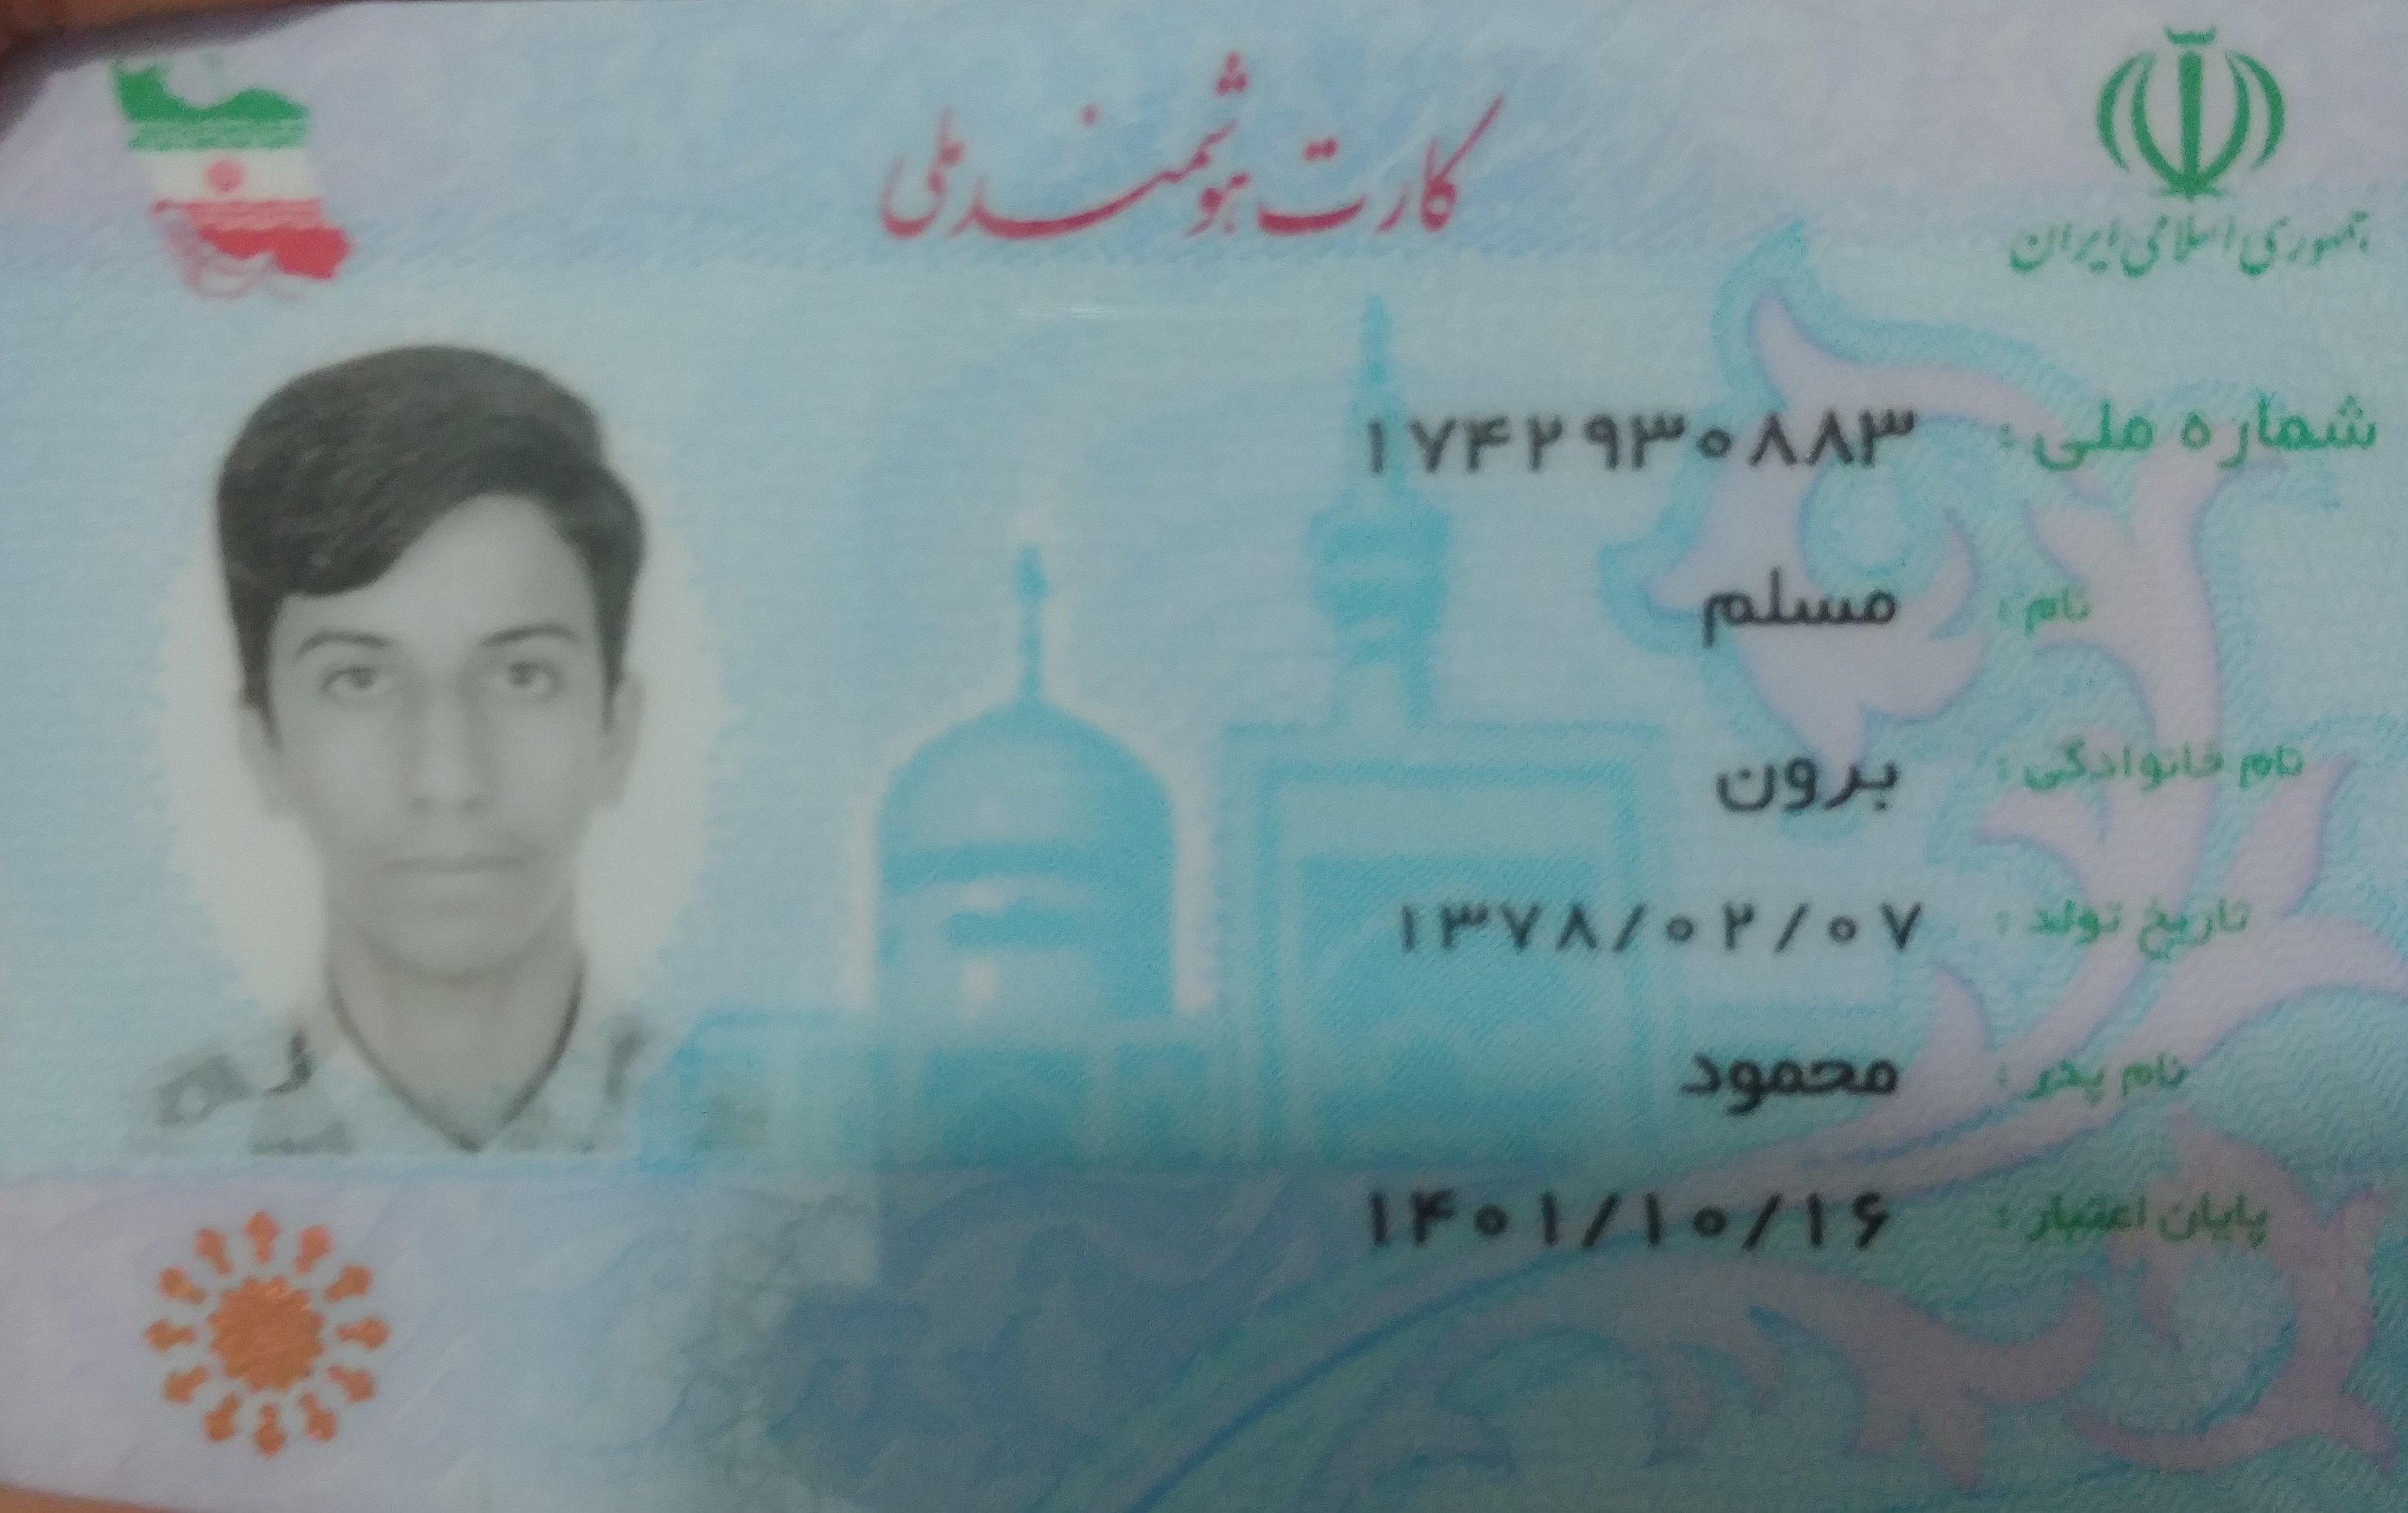 جمهوری اسلامی ایران
کارت هوشمند ملی
شماره ملی : ۱۷۴۲۹۳۰۸۸۳
نام : مسلم
نام خانوادگی : برون
تاریخ تولد : ۱۳۷۸/۰۲/۰۷
نام پدر : محمود
پایان اعتبار : ۱۴۰۱/۱۰/۱۶